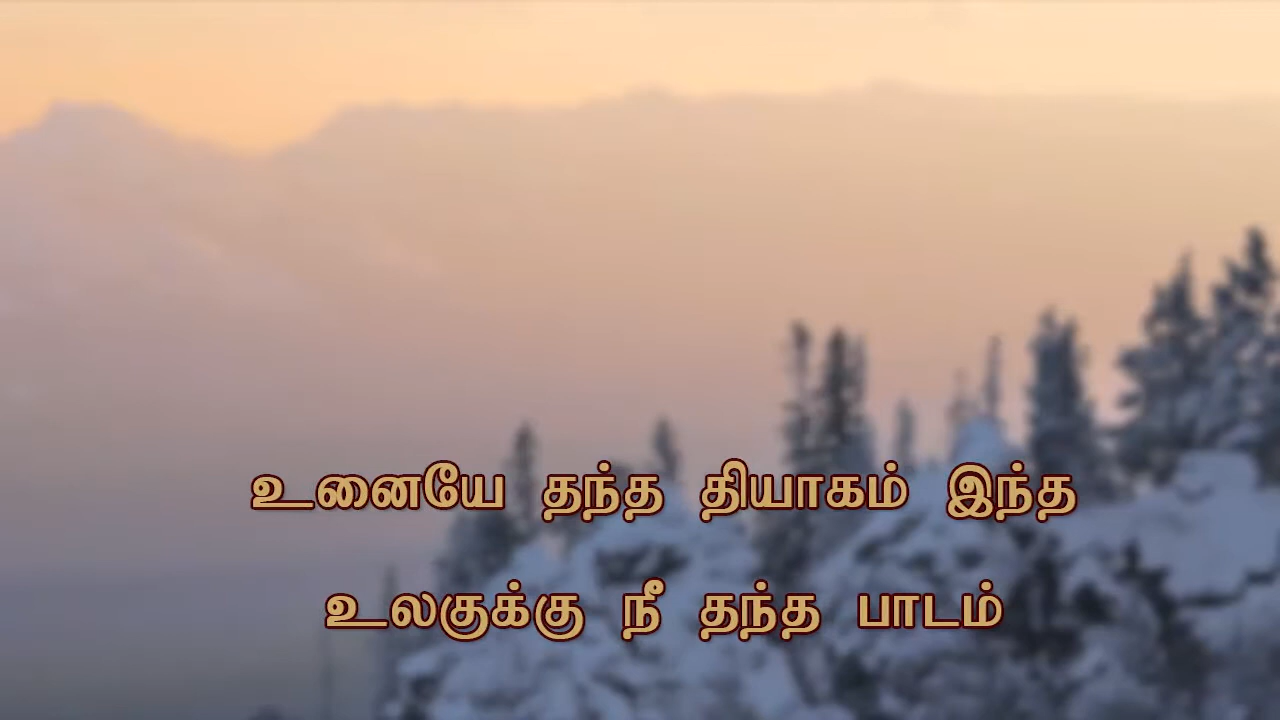 உனையே தந்த தியாகம் இந்த
உலகுக்கு நீ தந்த பாடம்